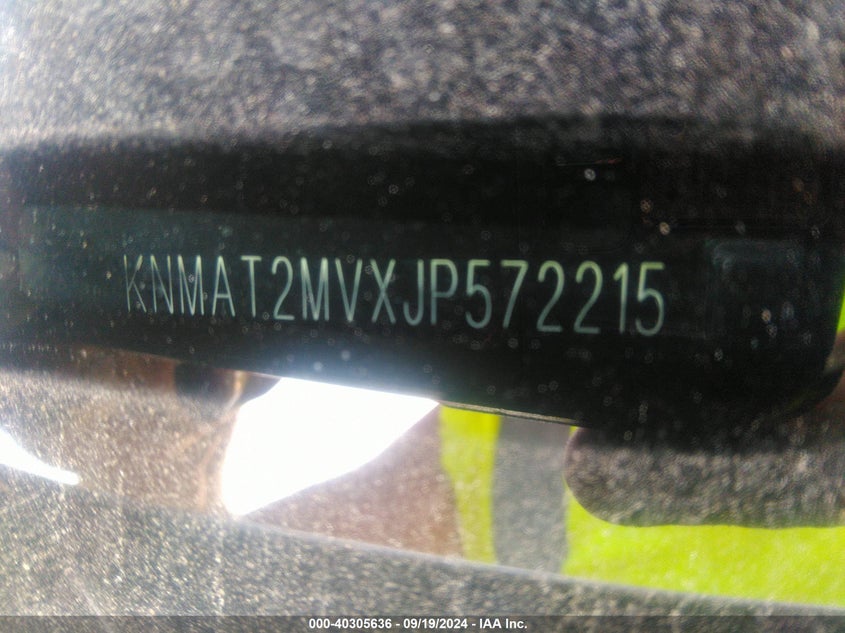 KNMAT2MVXJP572215
000-40305636 - 09/19/2024 - IAA Inc.